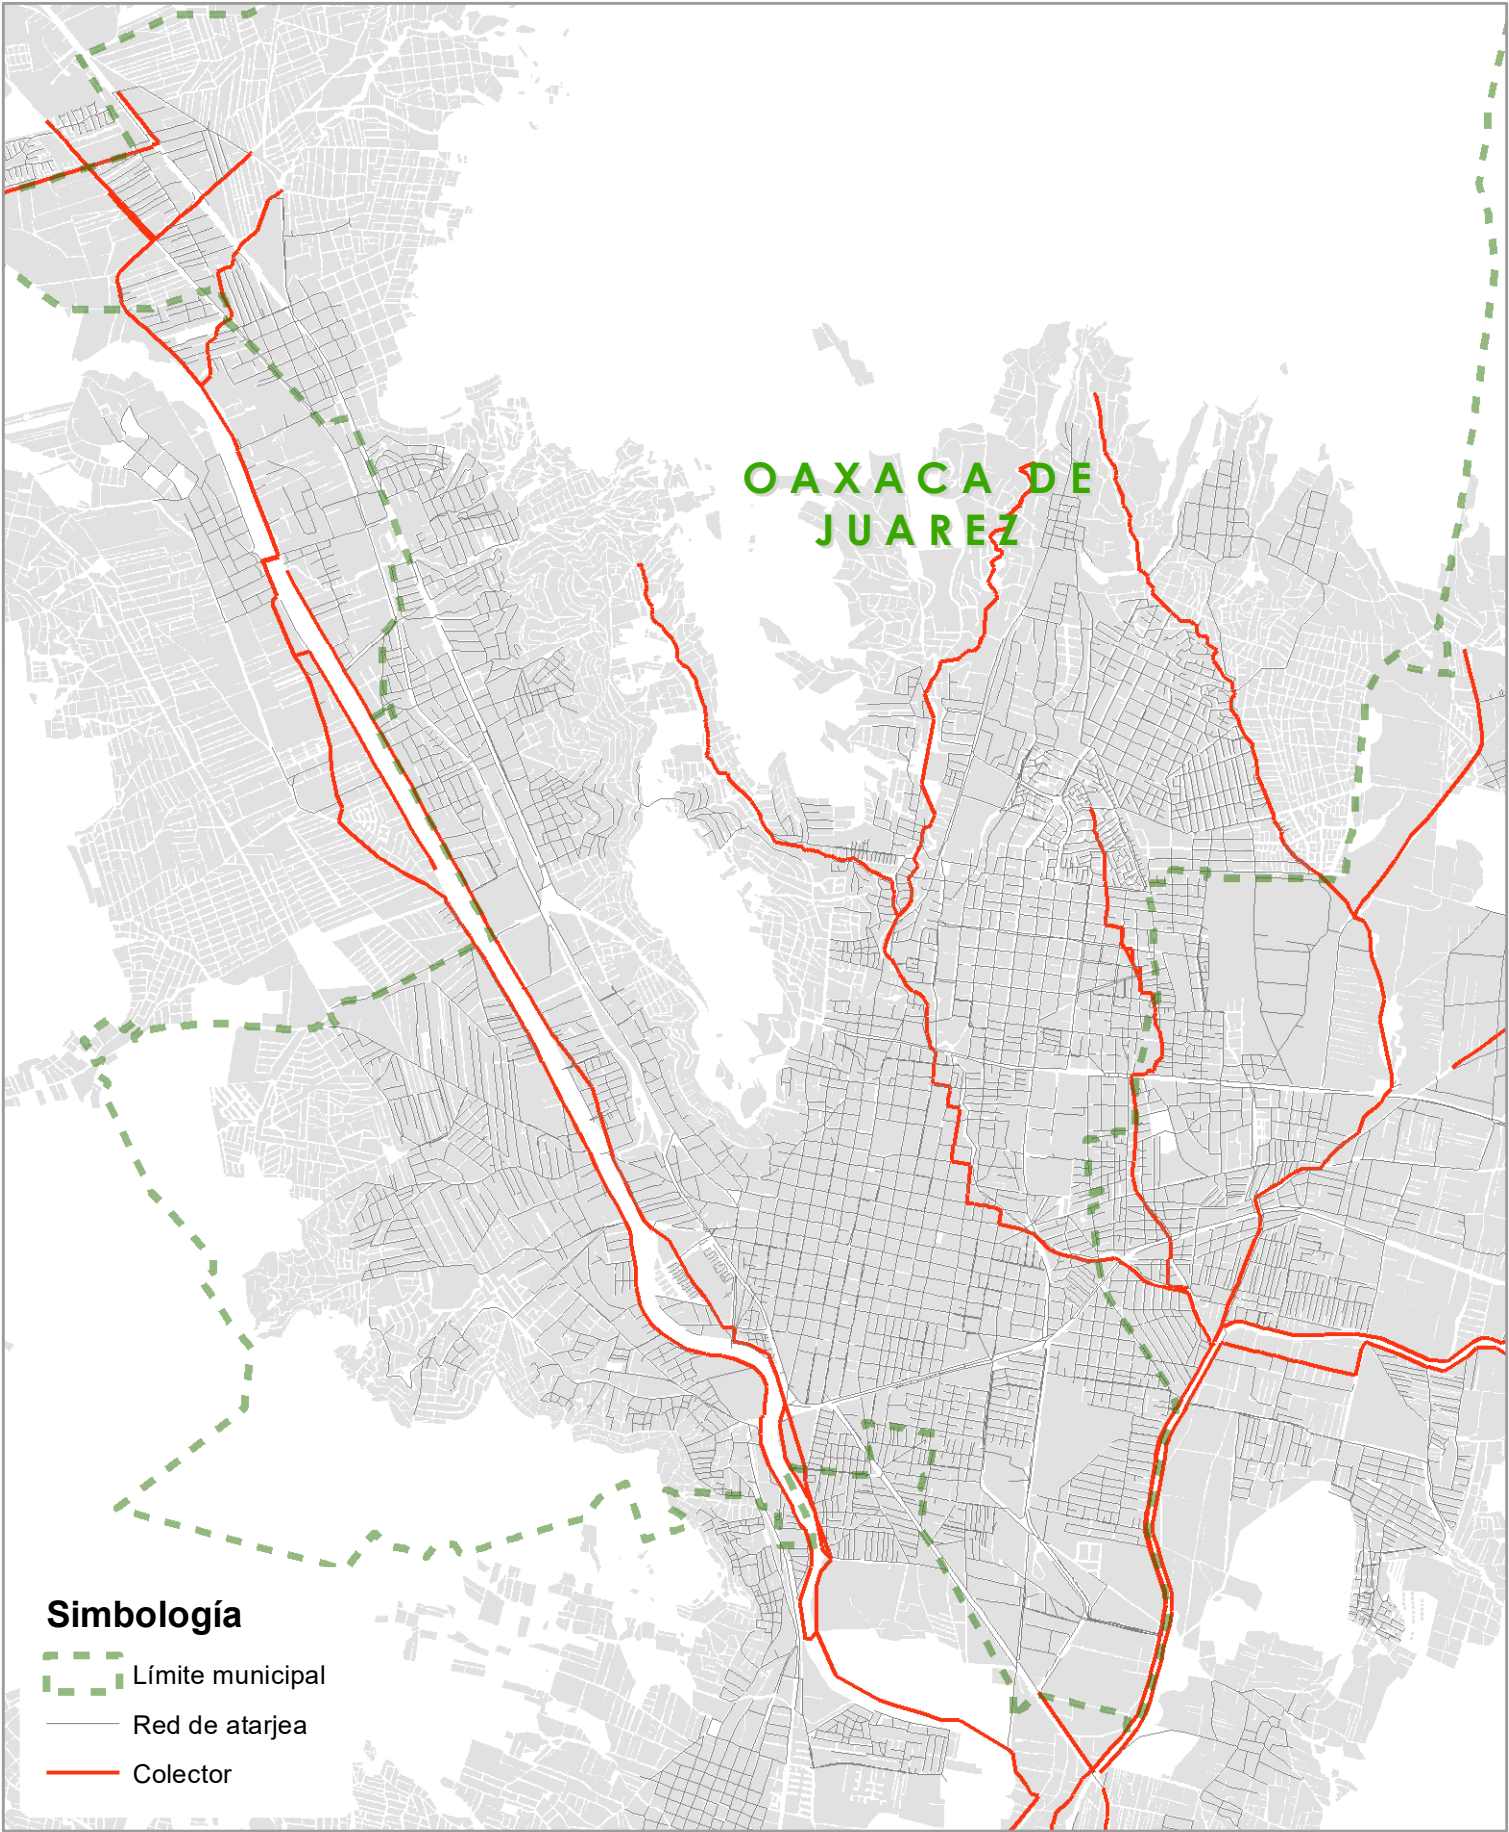 OAXACA DE
JUAREZ
Simbología
Límite municipal
Red de atarjea
Colector